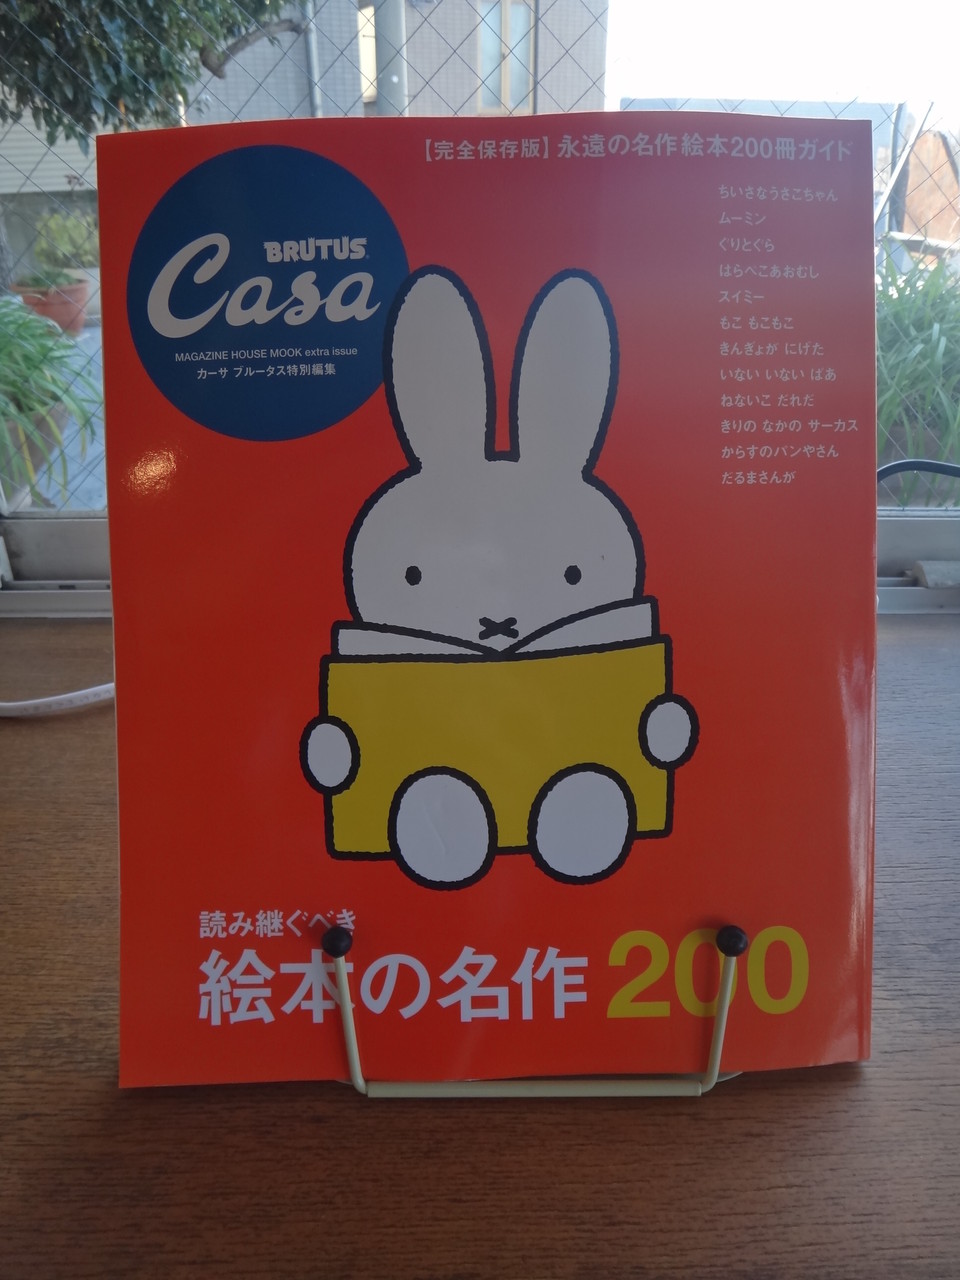 【完全保存版】永遠の名作絵本200冊ガイド
BRUTUS®
Casa
MAGAZINE HOUSE MOOK extra issue
カーサ ブルータス特別編集
ちいさなうさこちゃん
ムーミン
ぐりとぐら
はらぺこあおむし
スイミー
もこ もこもこ
きんぎょが にげた
いない いない ばあ
ねないこ だれだ
きりの なかの サーカス
からすのパンやさん
だるまさんが
読み継ぐべき
絵本の名作200